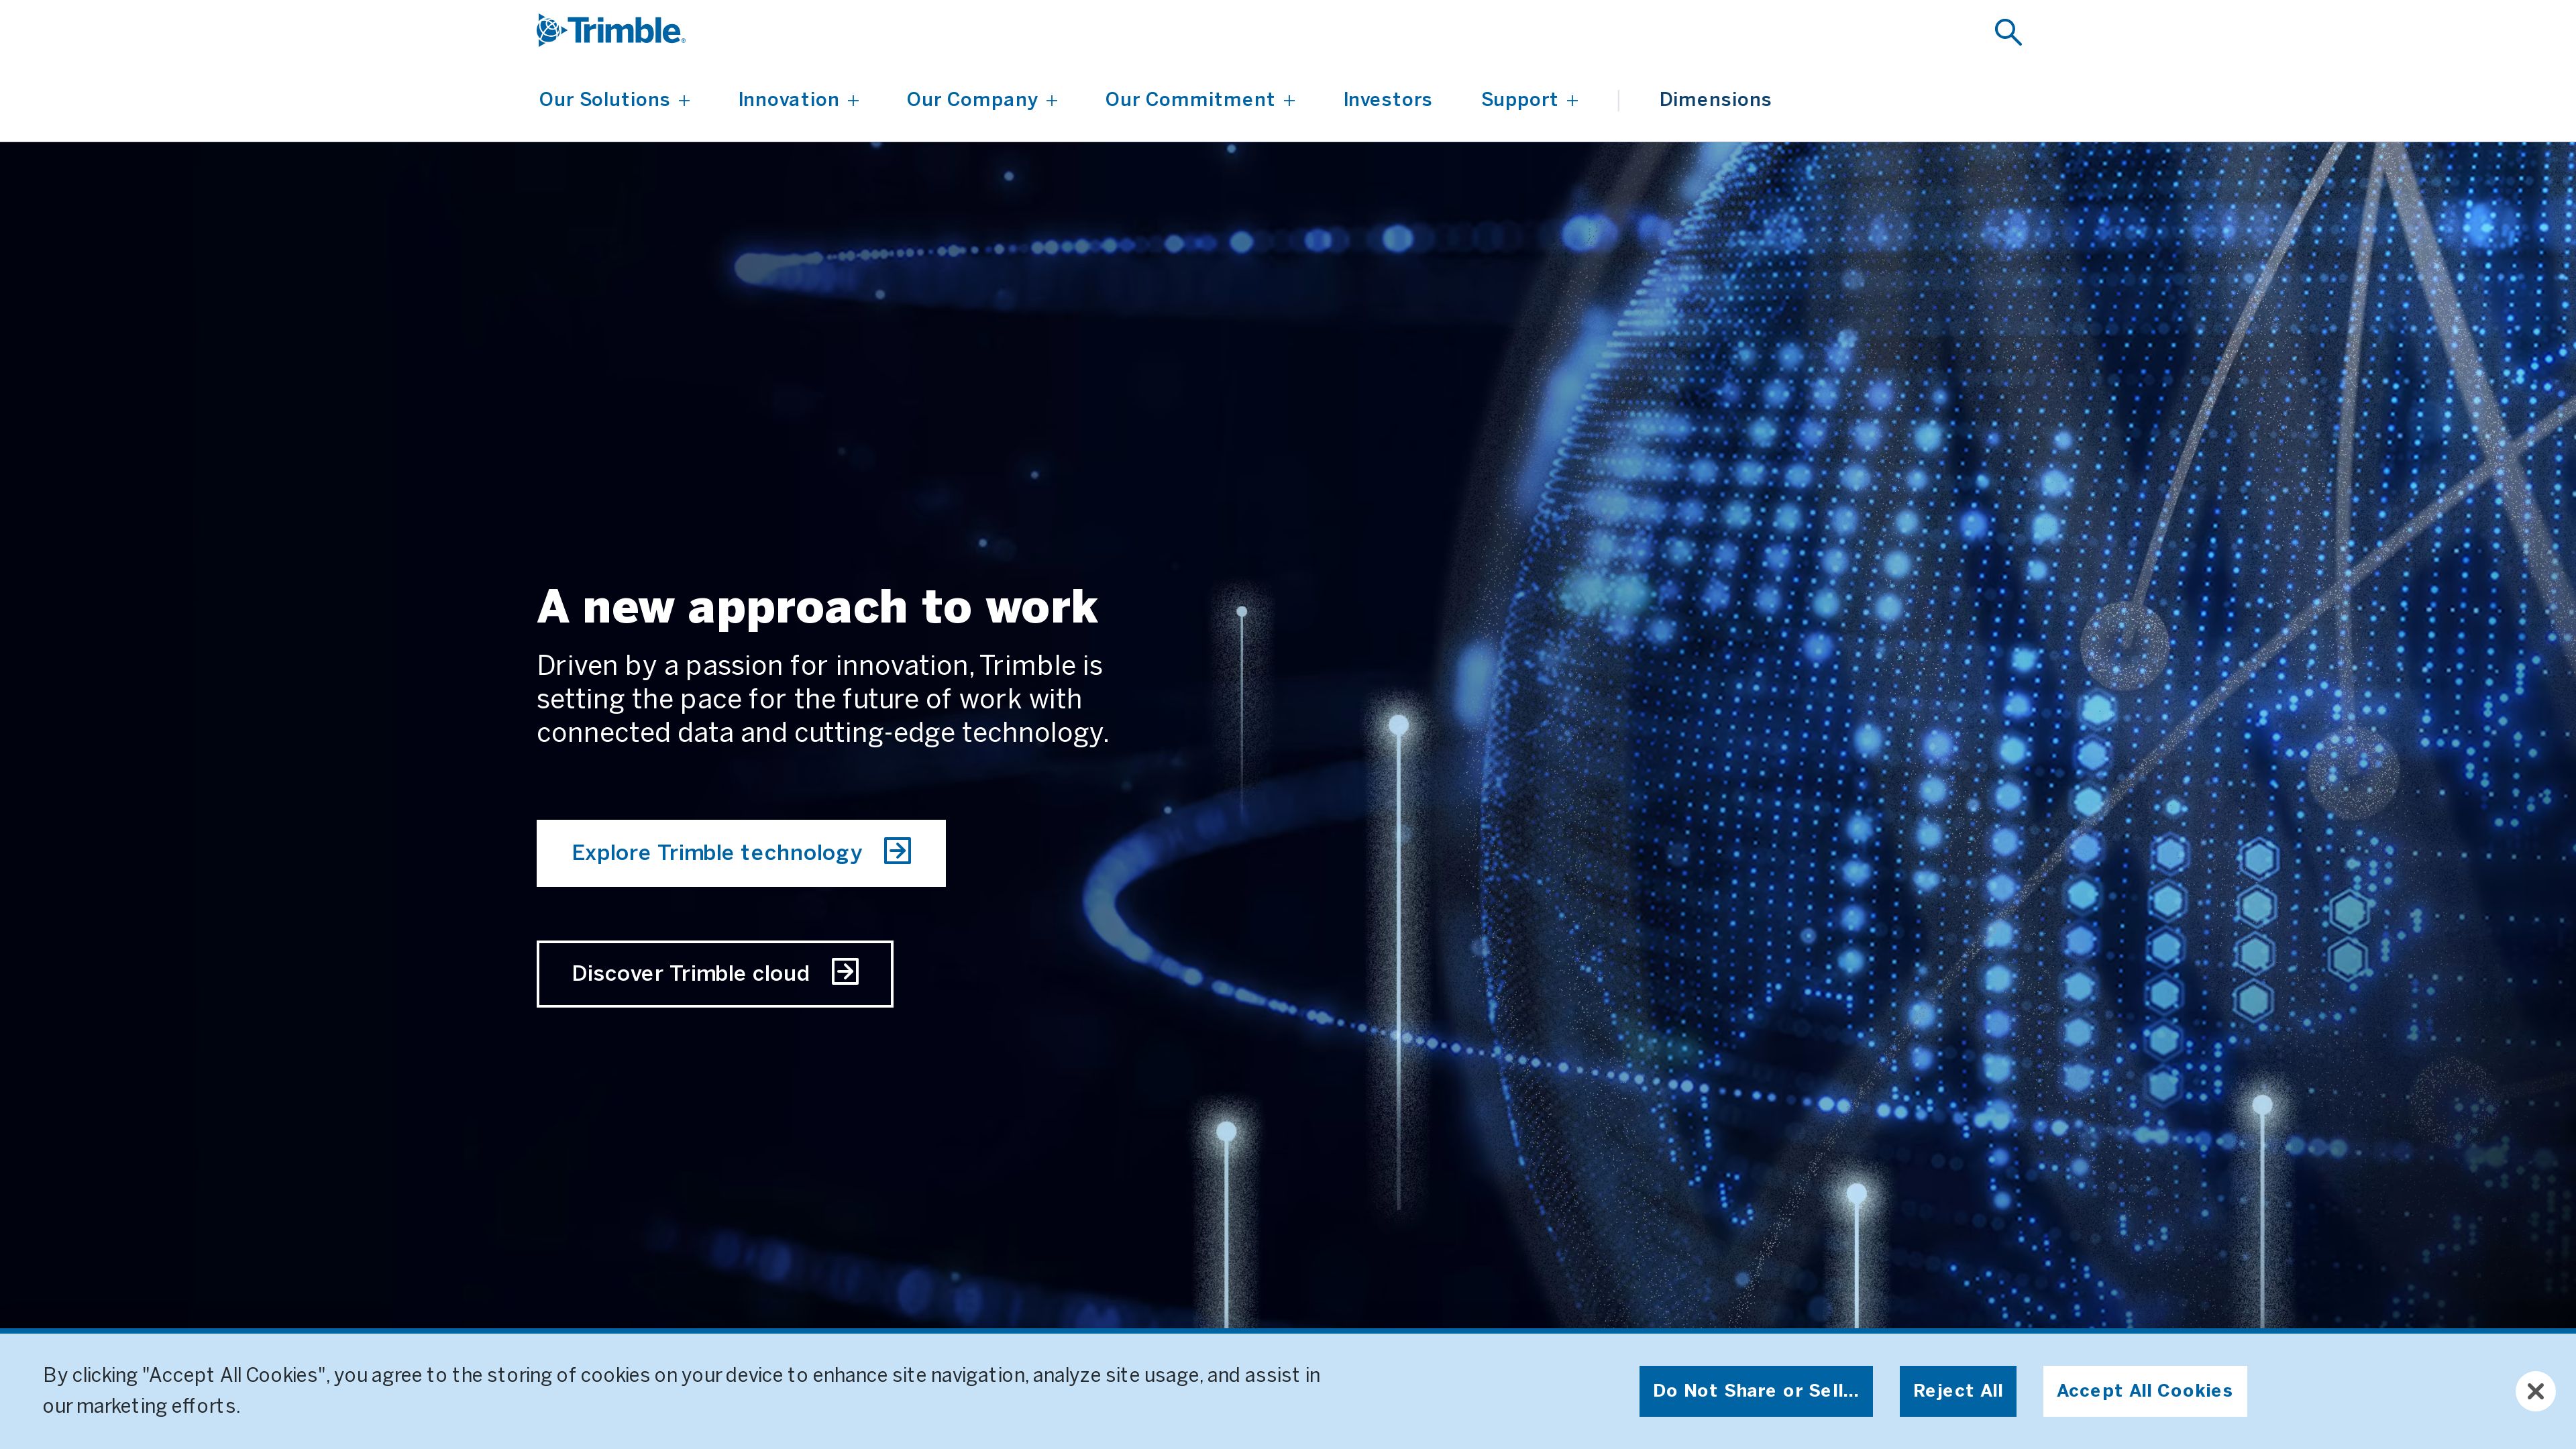 Trimble
Our Solutions +
Innovation +
Our Company +
Our Commitment +
Investors
Support +
Dimensions
A new approach to work
Driven by a passion for innovation, Trimble is
setting the pace for the future of work with
connected data and cutting-edge technology.
Explore Trimble technology
Discover Trimble cloud
By clicking "Accept All Cookies", you agree to the storing of cookies on your device to enhance site navigation, analyze site usage, and assist in
our marketing efforts.
Do Not Share or Sell...
Reject All
Accept All Cookies